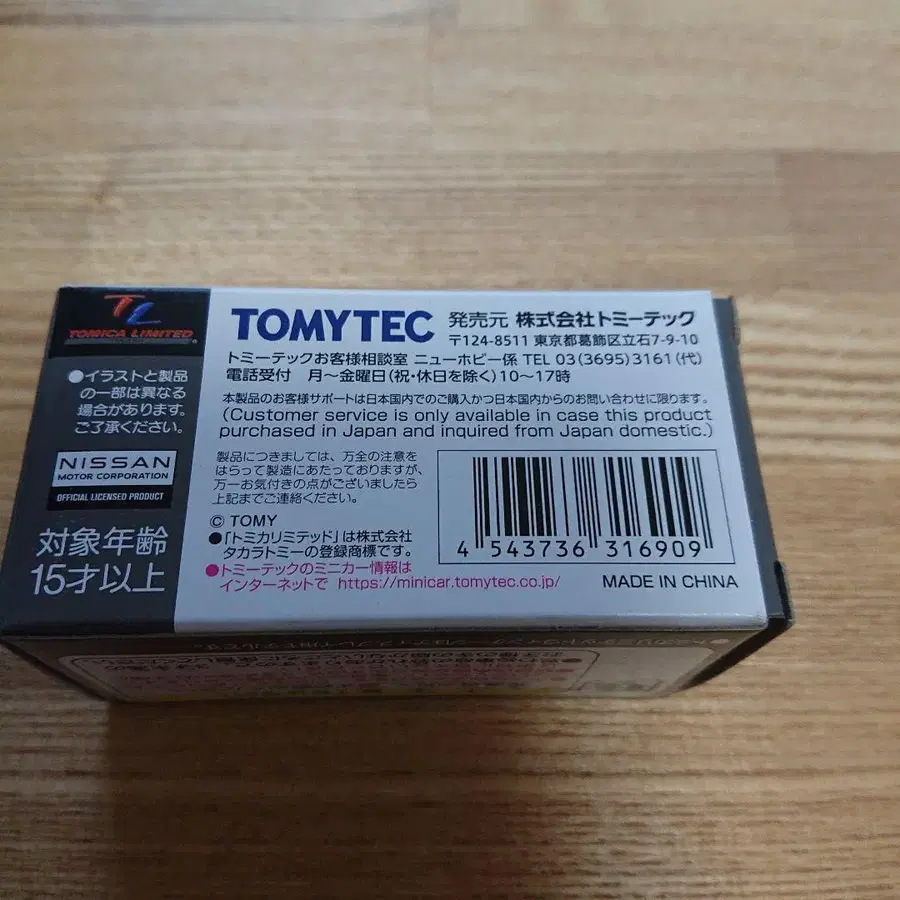 TL
TOMICA LIMITED
●イラストと製品
の一部は異なる
場合があります。
ご了承ください。
NISSAN
MOTOR CORPORATION
OFFICIAL LICENSED PRODUCT
対象年齢
15才以上
TOMYTEC 発売元 株式会社トミーテック
〒124-8511 東京都葛飾区立石7-9-10
トミーテックお客様相談室 ニューホビー係 TEL 03(3695)3161(代)
電話受付 月〜金曜日(祝・休日を除く)10〜17時
本製品のお客様サポートは日本国内でのご購入かつ日本国内からのお問い合わせに限ります。
(Customer service is only available in case this product
purchased in Japan and inquired from Japan domestic.)
製品につきましては、万全の注意を
はらって製造にあたっておりますが、
万一お気付きの点がございましたら
上記までご連絡ください。
© TOMY
●「トミカリミテッド」は株式会社
タカラトミーの登録商標です。
●トミーテックのミニカー情報は
インターネットで https://minicar.tomytec.co.jp/
4 543736 316909
MADE IN CHINA